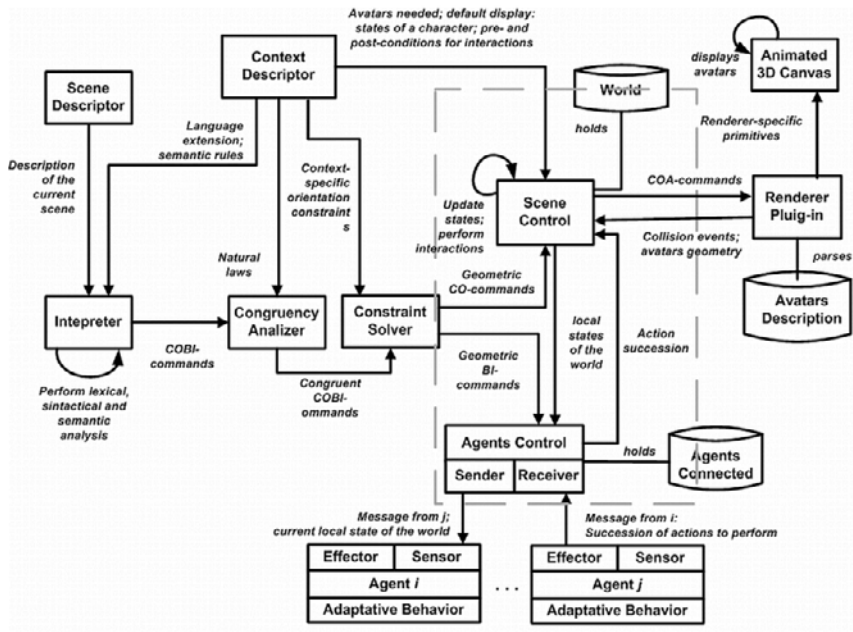 Avatars needed; default display:
states of a character; pre- and
post-conditions for interactions
Context
Descriptor
displays
avatars
Animated
3D Canvas
Scene
Descriptor
World
Language
extension;
semantic rules
holds
Renderer-specific
primitives
Description
of the
current
scene
Context-
specific
orientation
constraint
s
Update
states;
perform
interactions
Scene
Control
COA-commands
Renderer
Pluig-in
Collision events;
avatars geometry
parses
Natural
laws
Geometric
CO-commands
Avatars
Description
Intepreter
COBI-
commands
Congruency
Analizer
Constraint
Solver
local
states
of the
world
Action
succession
Perform lexical,
sintactical and
semantic
analysis
Congruent
COBI-
ommands
Geometric
BI-
commands
Agents Control
Sender
Receiver
holds
Agents
Connected
Message from j;
current local state of the world
Message from i:
Succession of actions to perform
Effector
Sensor
Agent i
Adaptative Behavior
. . .
Effector
Sensor
Agent j
Adaptative Behavior